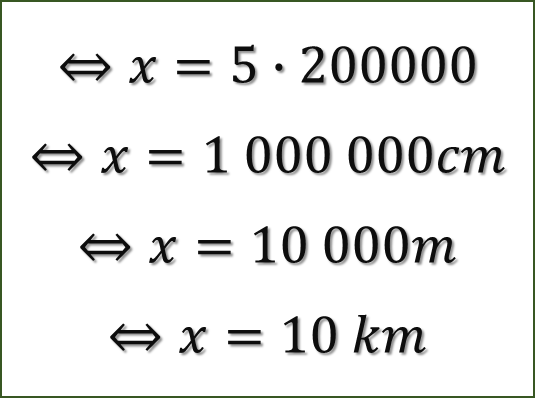 ⇔ x = 5 · 200000
⇔ x = 1 000 000cm
⇔ x = 10 000m
⇔ x = 10 km